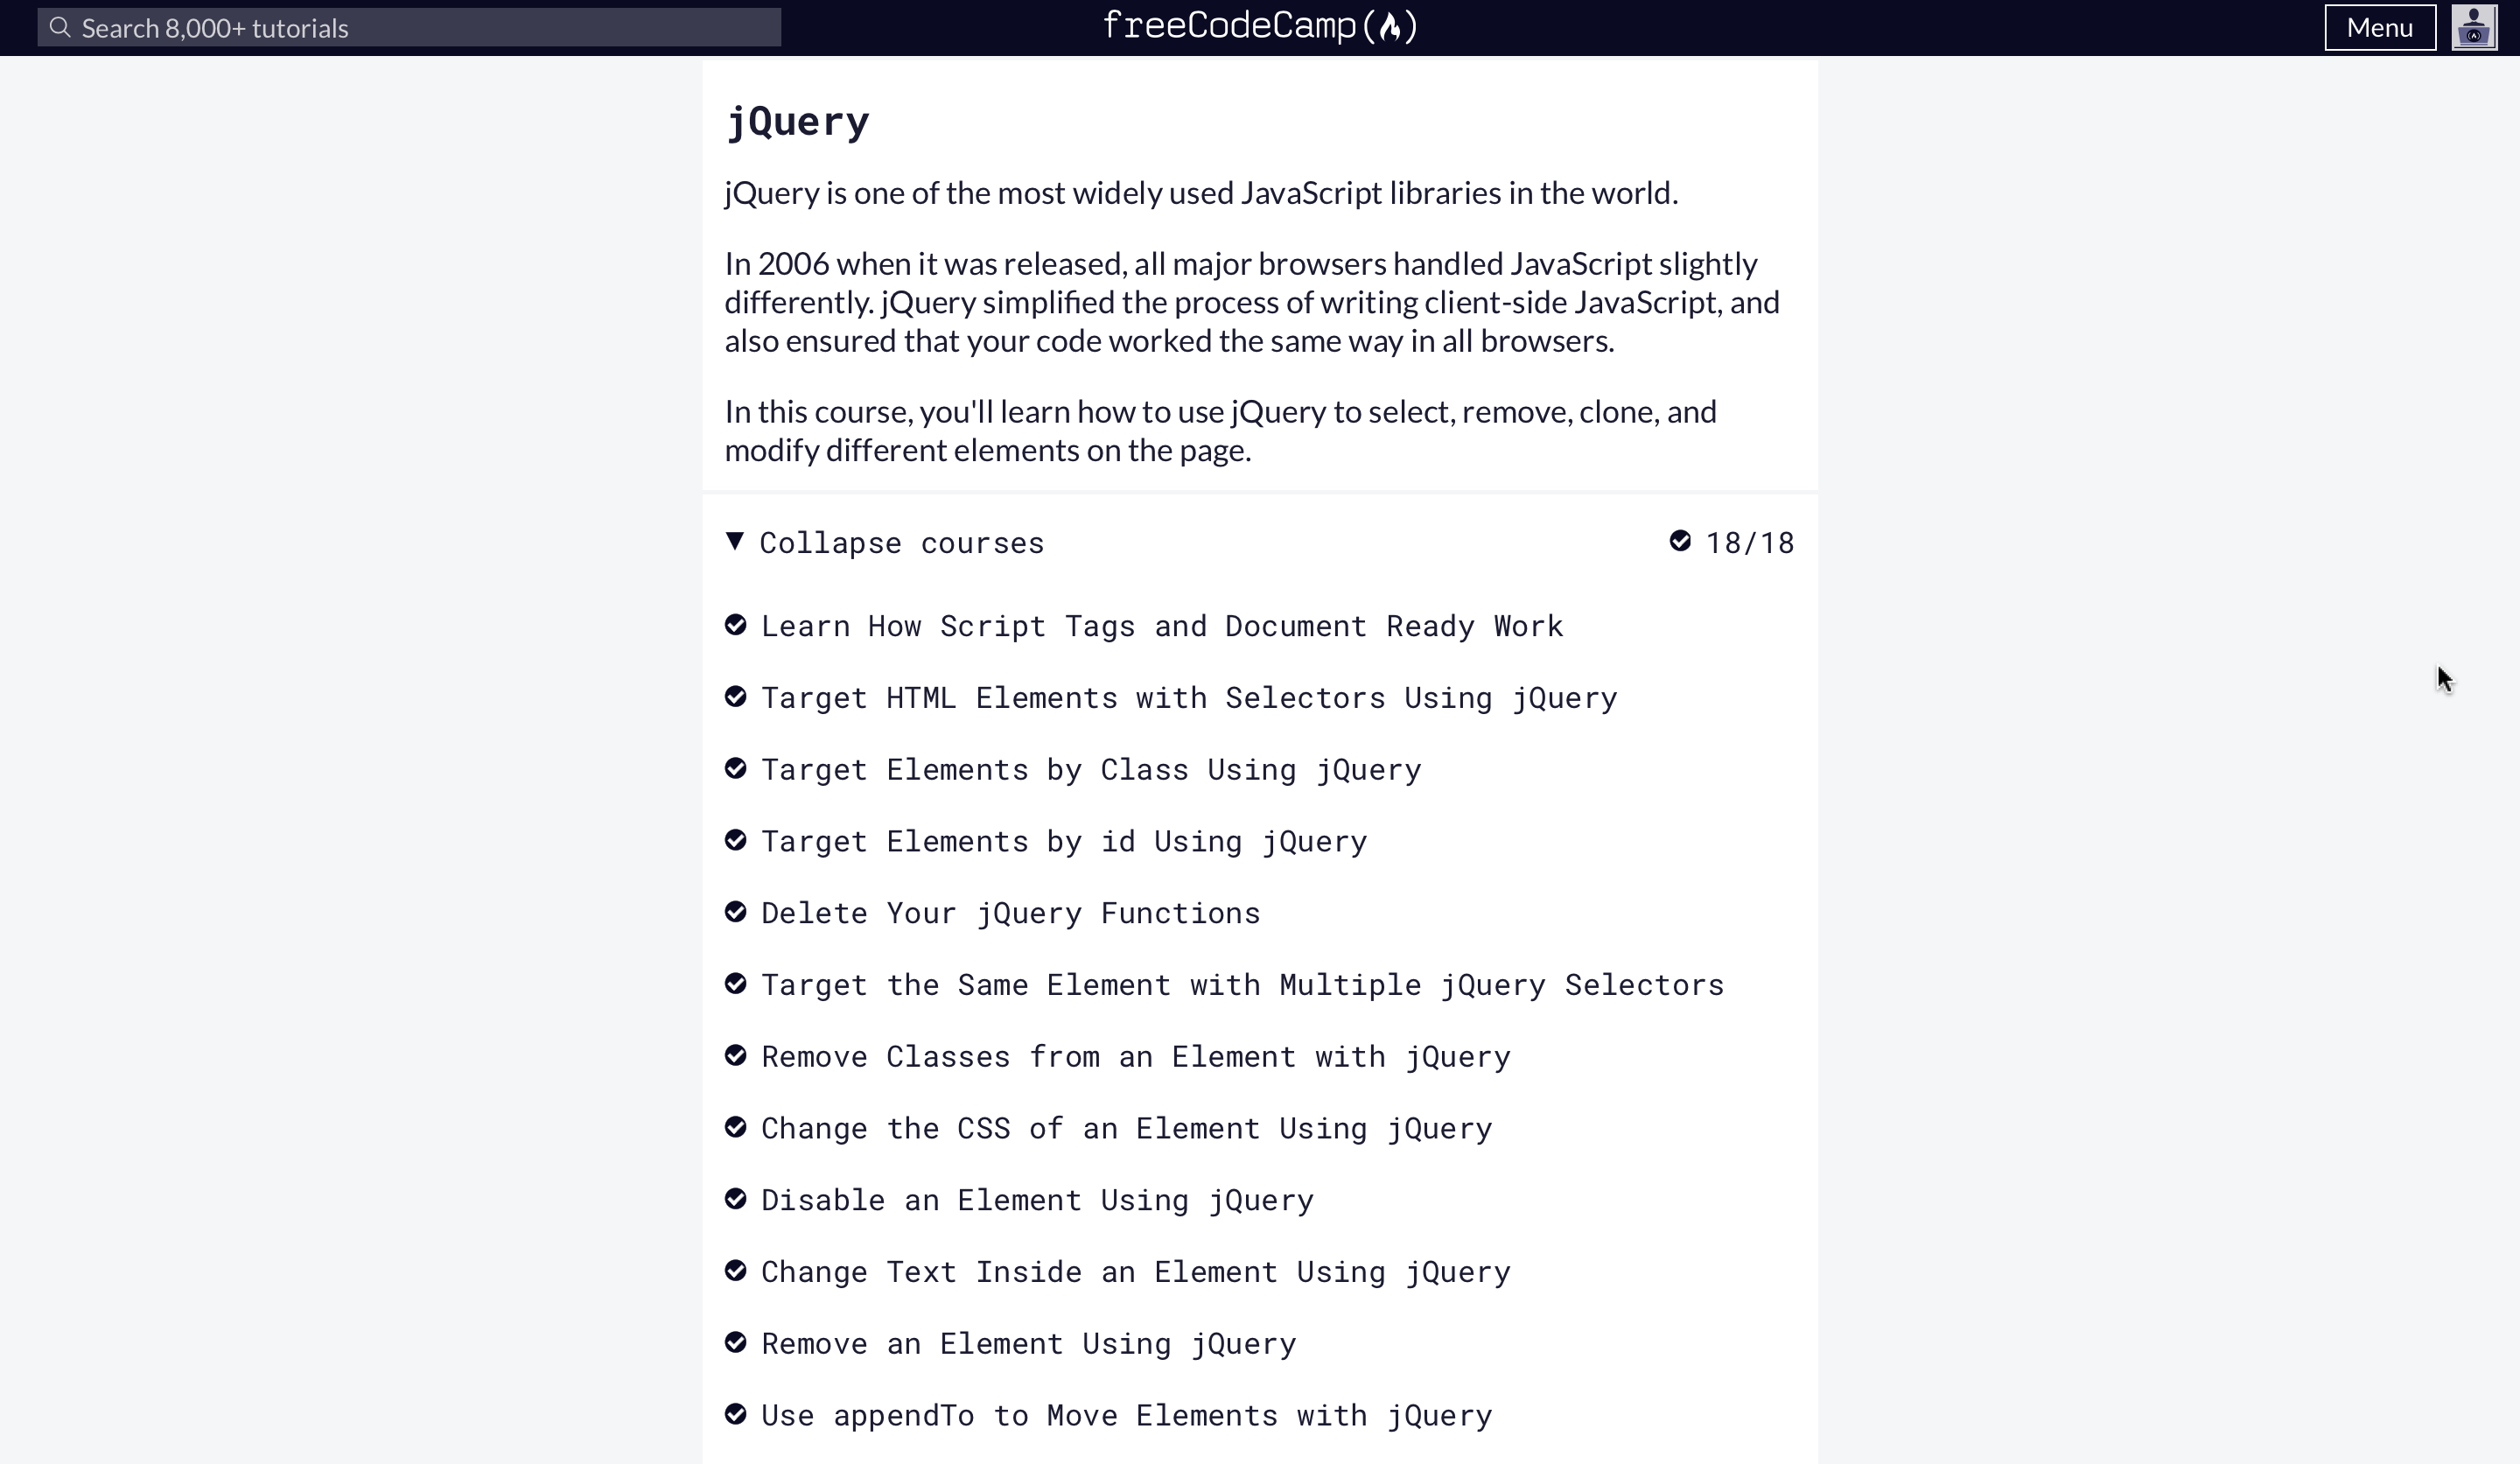 Search 8,000+ tutorials
freeCodeCamp
Menu
jQuery
jQuery is one of the most widely used JavaScript libraries in the world.
In 2006 when it was released, all major browsers handled JavaScript slightly
differently. jQuery simplified the process of writing client-side JavaScript, and
also ensured that your code worked the same way in all browsers.
In this course, you'll learn how to use jQuery to select, remove, clone, and
modify different elements on the page.
Collapse courses 18/18
Learn How Script Tags and Document Ready Work
Target HTML Elements with Selectors Using jQuery
Target Elements by Class Using jQuery
Target Elements by id Using jQuery
Delete Your jQuery Functions
Target the Same Element with Multiple jQuery Selectors
Remove Classes from an Element with jQuery
Change the CSS of an Element Using jQuery
Disable an Element Using jQuery
Change Text Inside an Element Using jQuery
Remove an Element Using jQuery
Use appendTo to Move Elements with jQuery